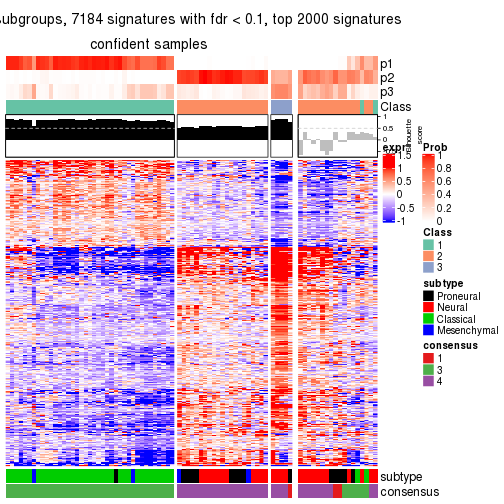 subgroups, 7184 signatures with fdr < 0.1, top 2000 signatures
confident samples
p1
p2
p3
Class
1
0.5
0
silhouette
score
expr
1.5
1
0.5
0
-0.5
-1
Prob
1
0.8
0.6
0.4
0.2
0
Class
1
2
3
subtype
Proneural
Neural
Classical
Mesenchymal
consensus
1
3
4
subtype
consensus